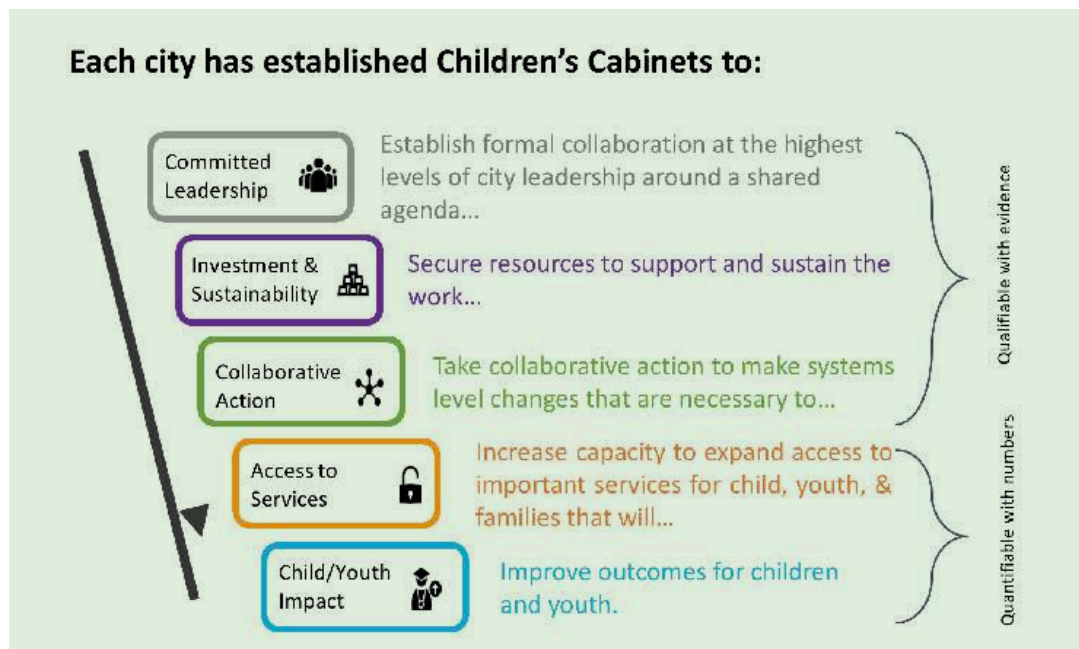 Each city has established Children’s Cabinets to:
Committed
Leadership
Establish formal collaboration at the highest
levels of city leadership around a shared
agenda...
Investment &
Sustainability
Secure resources to support and sustain the
work...
Collaborative
Action
Take collaborative action to make systems
level changes that are necessary to...
Access to
Services
Increase capacity to expand access to
important services for child, youth, &
families that will...
Child/Youth
Impact
Improve outcomes for children
and youth.
Qualifiable with evidence
Quantifiable with numbers